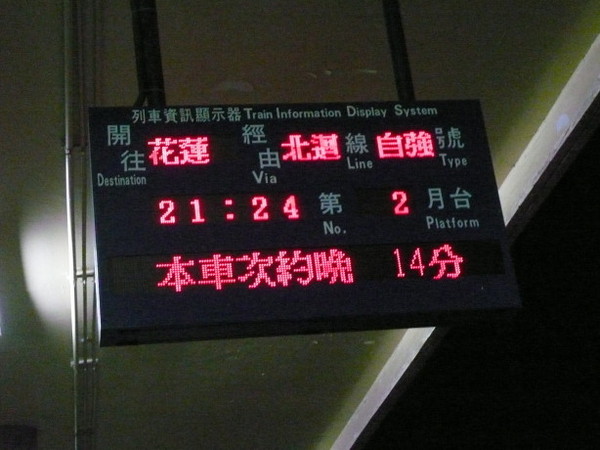 列車資訊顯示器 Train Information Display System
開往 花蓮 經由 北迴 線 自強 號
Destination Via Line Type
21:24 第 2 月台
No. Platform
本車次約晚 14分